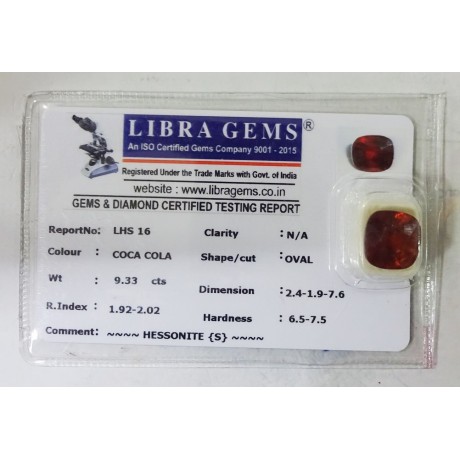 LIBRA GEMS®
An ISO Certified Gems Company 9001 - 2015
Registered Under the Trade Marks with Govt. of India
website : www.libragems.co.in
GEMS & DIAMOND CERTIFIED TESTING REPORT
ReportNo: LHS 16
Clarity : N/A
Colour : COCA COLA
Shape/cut : OVAL
Wt : 9.33 cts
Dimension : 2.4-1.9-7.6
R.Index : 1.92-2.02
Hardness : 6.5-7.5
Comment: ~~~~ HESSONITE {S} ~~~~